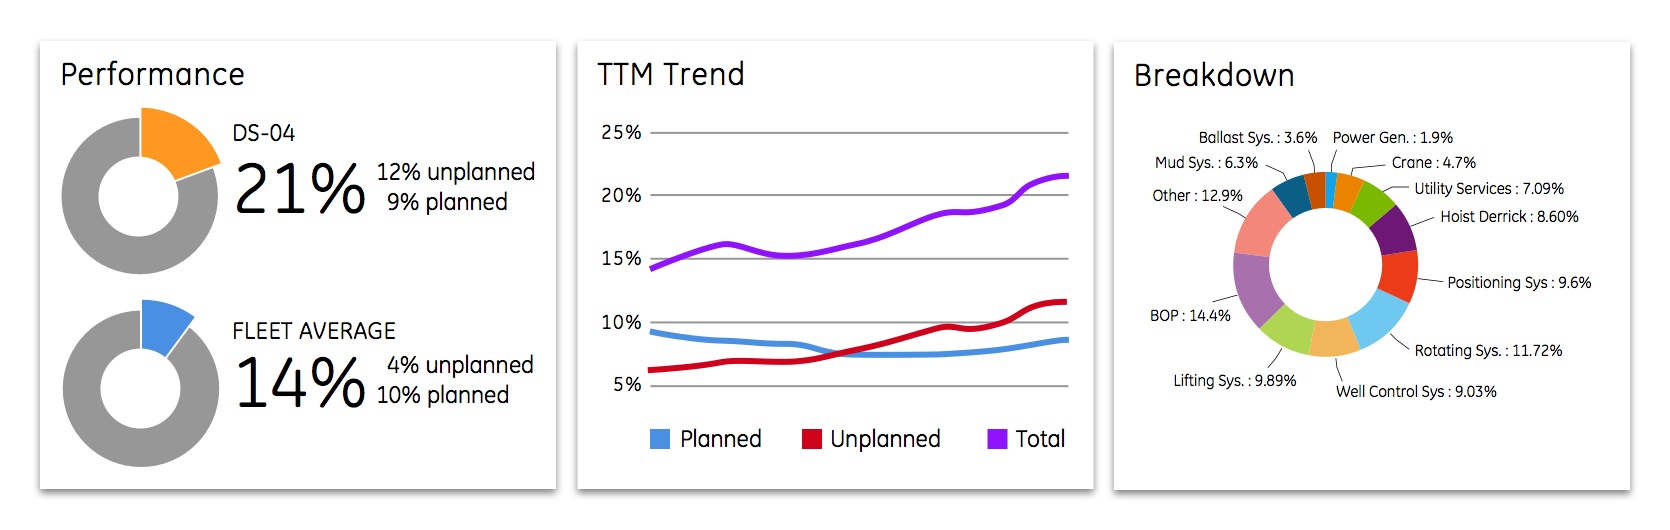 Performance
DS-04
21%
12% unplanned
9% planned
FLEET AVERAGE
14%
4% unplanned
10% planned
TTM Trend
25%
20%
15%
10%
5%
Planned
Unplanned
Total
Breakdown
Ballast Sys. : 3.6%
Power Gen. : 1.9%
Mud Sys. : 6.3%
Crane : 4.7%
Other : 12.9%
Utility Services : 7.09%
Hoist Derrick : 8.60%
Positioning Sys : 9.6%
BOP : 14.4%
Rotating Sys. : 11.72%
Lifting Sys. : 9.89%
Well Control Sys : 9.03%